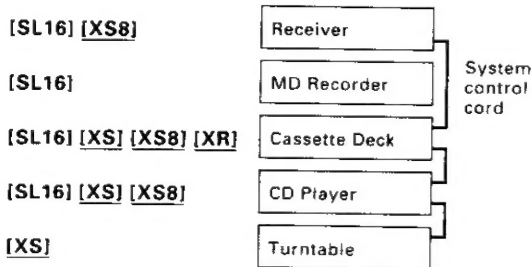 [SL16] [XS8] Receiver
[SL16} MD Recorder
System
control
cord
[SL16] [XS] [XS8] [XR] Cassette Deck
[SL16] [XS] [XS8] CD Player
[XS] Turntable